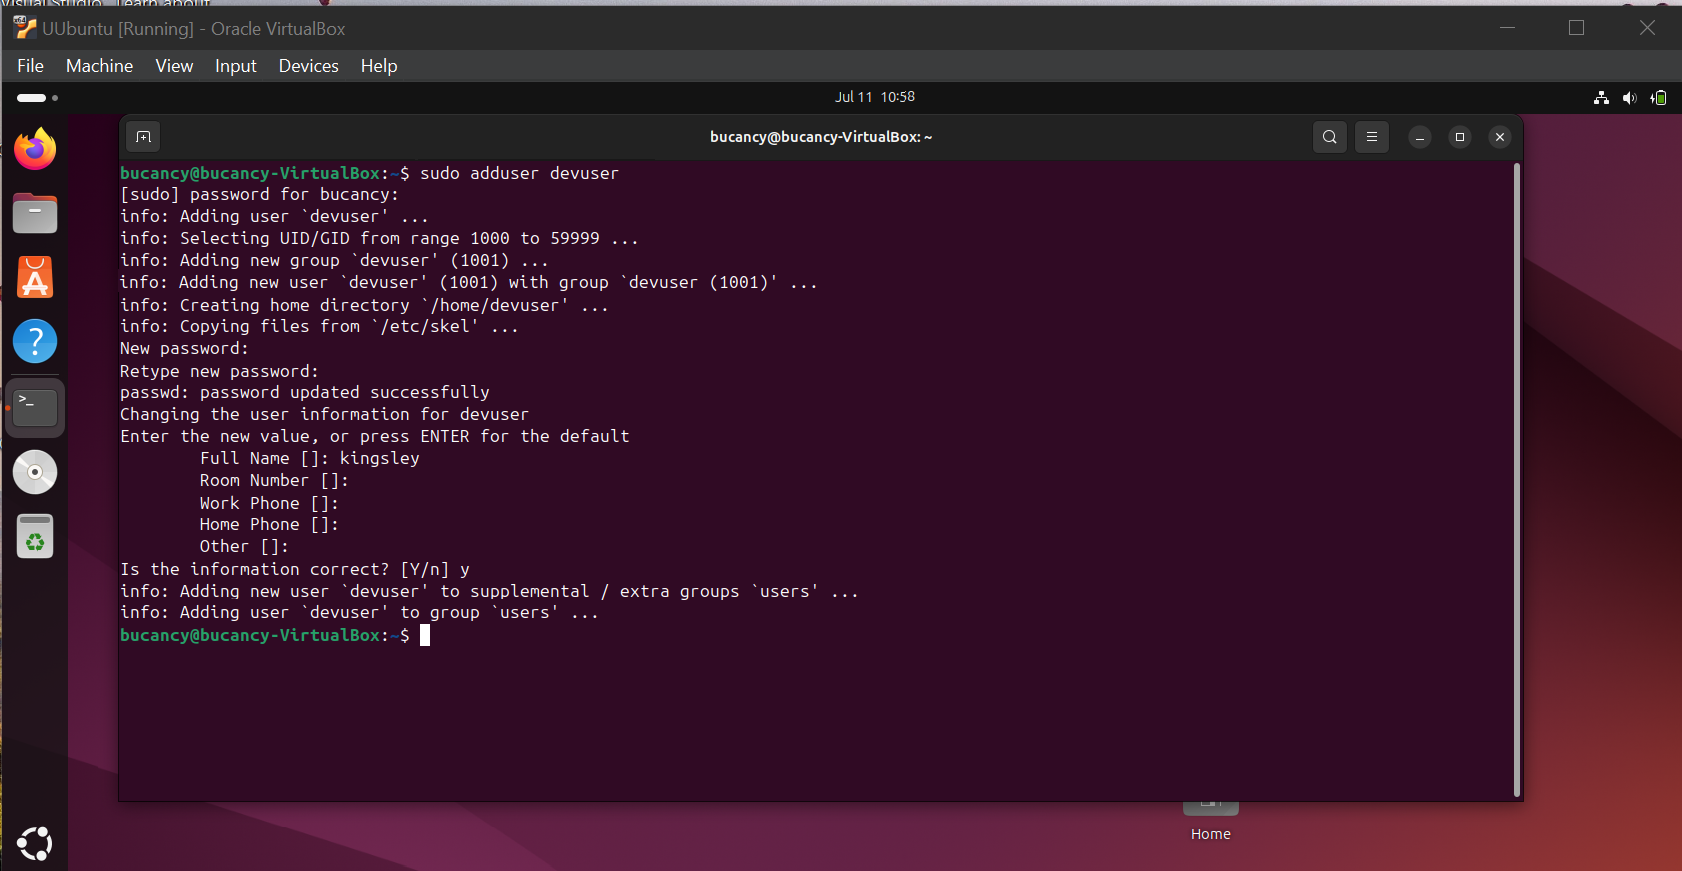 UUbuntu [Running] - Oracle VirtualBox
File Machine View Input Devices Help
Jul 11 10:58
bucancy@bucancy-VirtualBox: ~
bucancy@bucancy-VirtualBox:~$ sudo adduser devuser
[sudo] password for bucancy:
info: Adding user `devuser' ...
info: Selecting UID/GID from range 1000 to 59999 ...
info: Adding new group `devuser' (1001) ...
info: Adding new user `devuser' (1001) with group `devuser (1001)' ...
info: Creating home directory `/home/devuser' ...
info: Copying files from `/etc/skel' ...
New password:
Retype new password:
passwd: password updated successfully
Changing the user information for devuser
Enter the new value, or press ENTER for the default
Full Name []: kingsley
Room Number []:
Work Phone []:
Home Phone []:
Other []:
Is the information correct? [Y/n] y
info: Adding new user `devuser' to supplemental / extra groups `users' ...
info: Adding user `devuser' to group `users' ...
bucancy@bucancy-VirtualBox:~$
Home